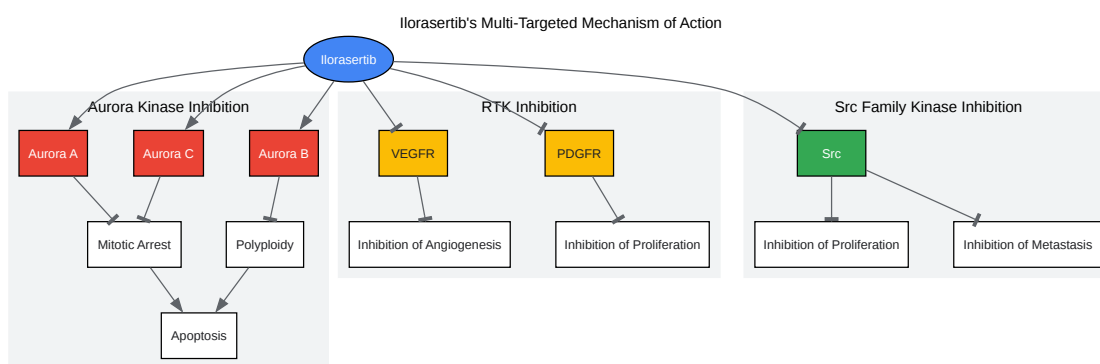 Ilorasertib's Multi-Targeted Mechanism of Action
Ilorasertib
Aurora Kinase Inhibition
RTK Inhibition
Src Family Kinase Inhibition
Aurora A
Aurora C
Aurora B
VEGFR
PDGFR
Src
Mitotic Arrest
Polyploidy
Inhibition of Angiogenesis
Inhibition of Proliferation
Inhibition of Proliferation
Inhibition of Metastasis
Apoptosis